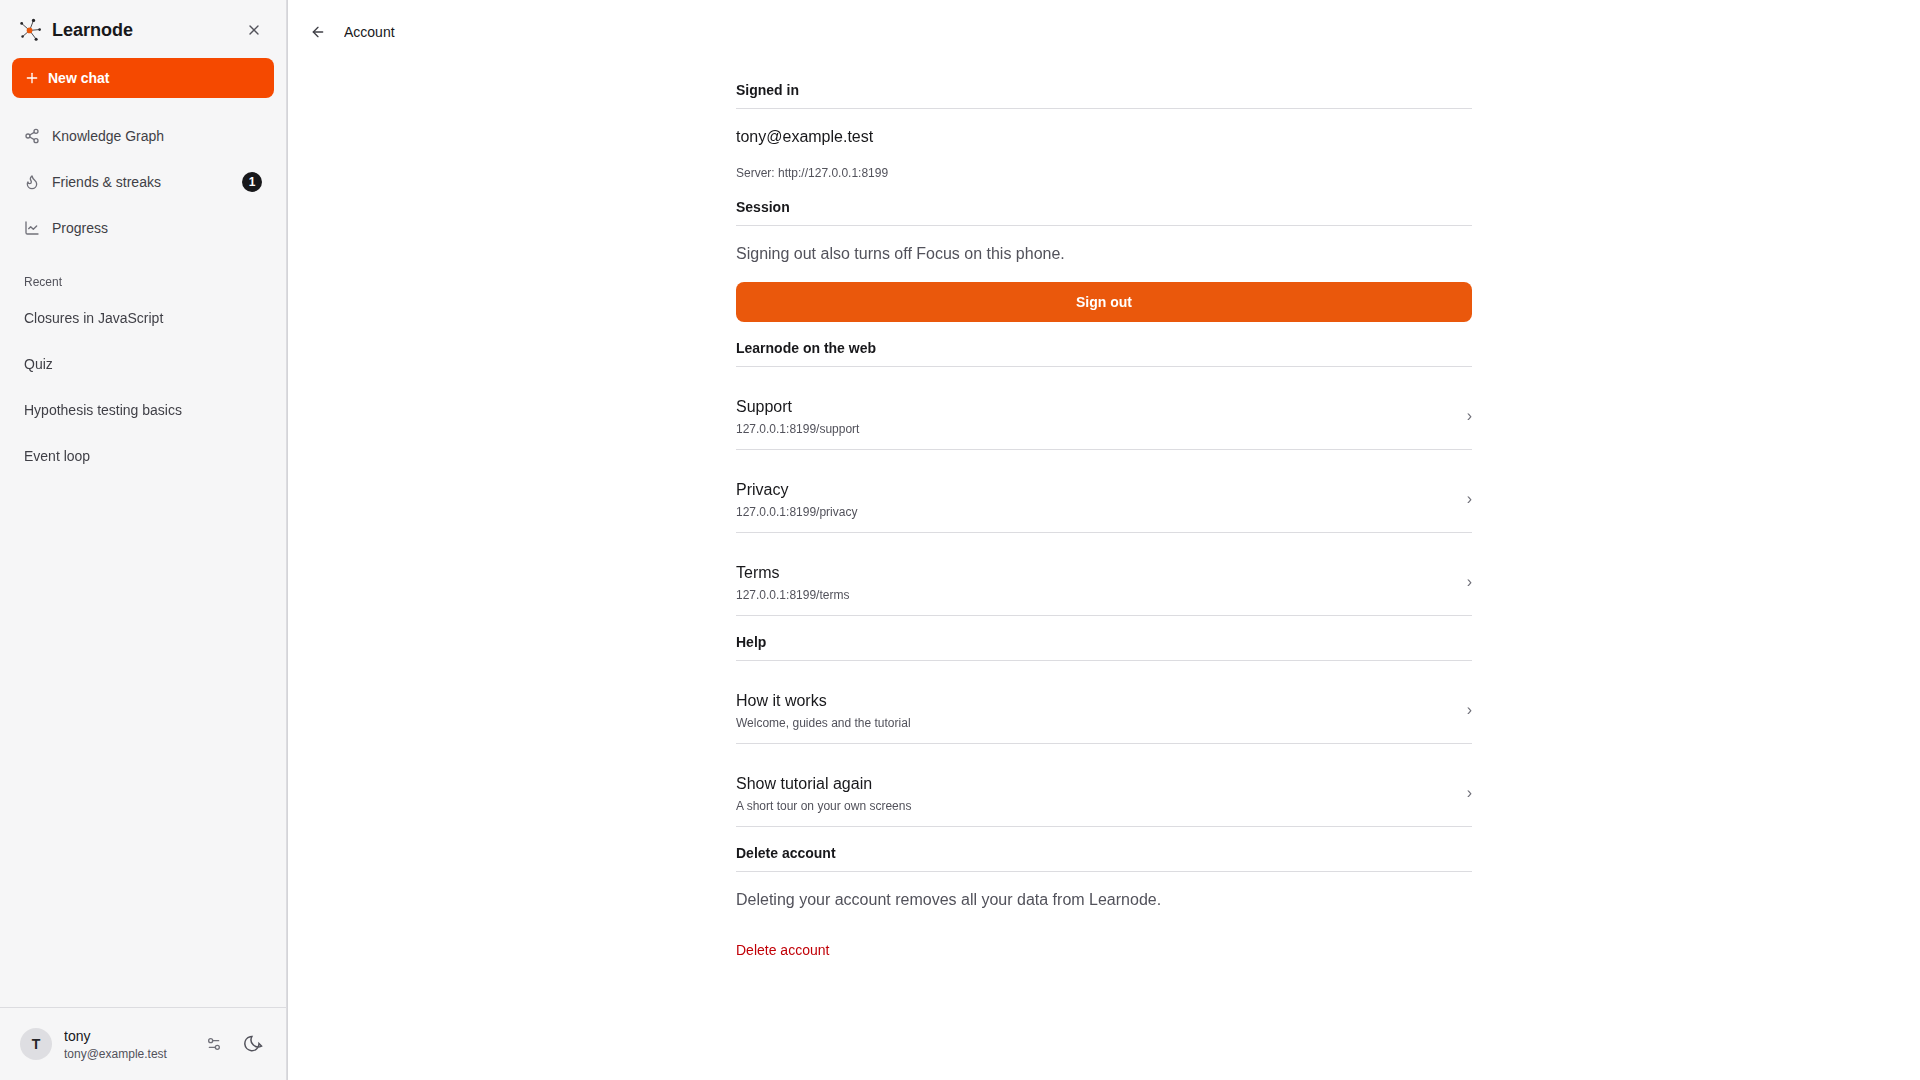 Learnode
New chat
Knowledge Graph
Friends & streaks
1
Progress
Recent
Closures in JavaScript
Quiz
Hypothesis testing basics
Event loop
T
tony
tony@example.test
Account
Signed in
tony@example.test
Server: http://127.0.0.1:8199
Session
Signing out also turns off Focus on this phone.
Sign out
Learnode on the web
Support
127.0.0.1:8199/support
Privacy
127.0.0.1:8199/privacy
Terms
127.0.0.1:8199/terms
Help
How it works
Welcome, guides and the tutorial
Show tutorial again
A short tour on your own screens
Delete account
Deleting your account removes all your data from Learnode.
Delete account